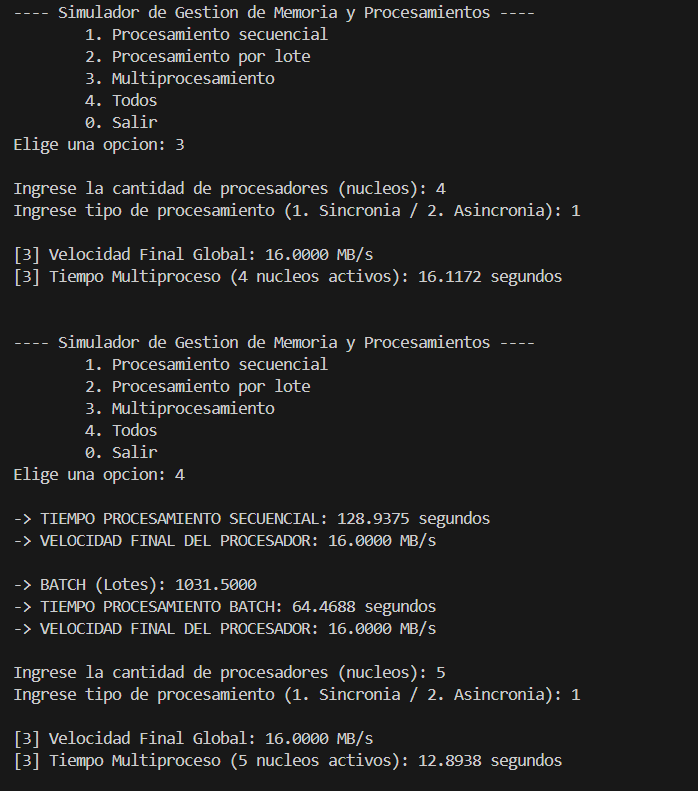 ---- Simulador de Gestion de Memoria y Procesamientos ----
1. Procesamiento secuencial
2. Procesamiento por lote
3. Multiprocesamiento
4. Todos
0. Salir
Elige una opcion: 3
Ingrese la cantidad de procesadores (nucleos): 4
Ingrese tipo de procesamiento (1. Sincronia / 2. Asincronia): 1
[3] Velocidad Final Global: 16.0000 MB/s
[3] Tiempo Multiproceso (4 nucleos activos): 16.1172 segundos
---- Simulador de Gestion de Memoria y Procesamientos ----
1. Procesamiento secuencial
2. Procesamiento por lote
3. Multiprocesamiento
4. Todos
0. Salir
Elige una opcion: 4
-> TIEMPO PROCESAMIENTO SECUENCIAL: 128.9375 segundos
-> VELOCIDAD FINAL DEL PROCESADOR: 16.0000 MB/s
-> BATCH (Lotes): 1031.5000
-> TIEMPO PROCESAMIENTO BATCH: 64.4688 segundos
-> VELOCIDAD FINAL DEL PROCESADOR: 16.0000 MB/s
Ingrese la cantidad de procesadores (nucleos): 5
Ingrese tipo de procesamiento (1. Sincronia / 2. Asincronia): 1
[3] Velocidad Final Global: 16.0000 MB/s
[3] Tiempo Multiproceso (5 nucleos activos): 12.8938 segundos